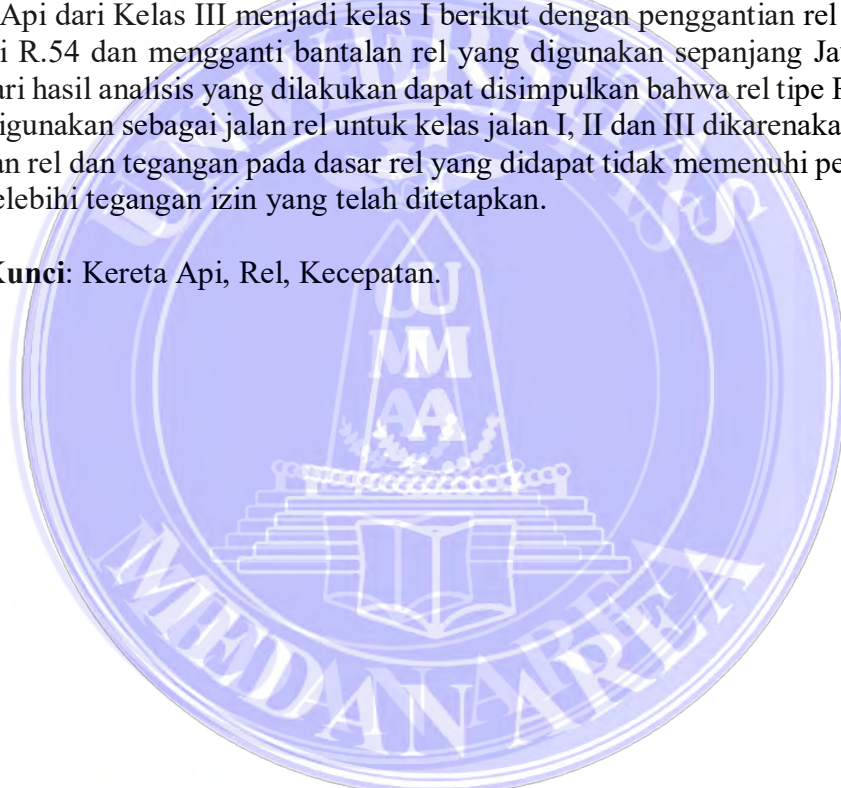 Api dari Kelas III menjadi kelas I berikut dengan penggantian rel
i R.54 dan mengganti bantalan rel yang digunakan sepanjang Ja
ari hasil analisis yang dilakukan dapat disimpulkan bahwa rel tipe
igunakan sebagai jalan rel untuk kelas jalan I, II dan III dikarenaka
an rel dan tegangan pada dasar rel yang didapat tidak memenuhi pe
elebihi tegangan izin yang telah ditetapkan.
Kunci: Kereta Api, Rel, Kecepatan.
UNIVERSITAS
UMA
MEDAN AREA